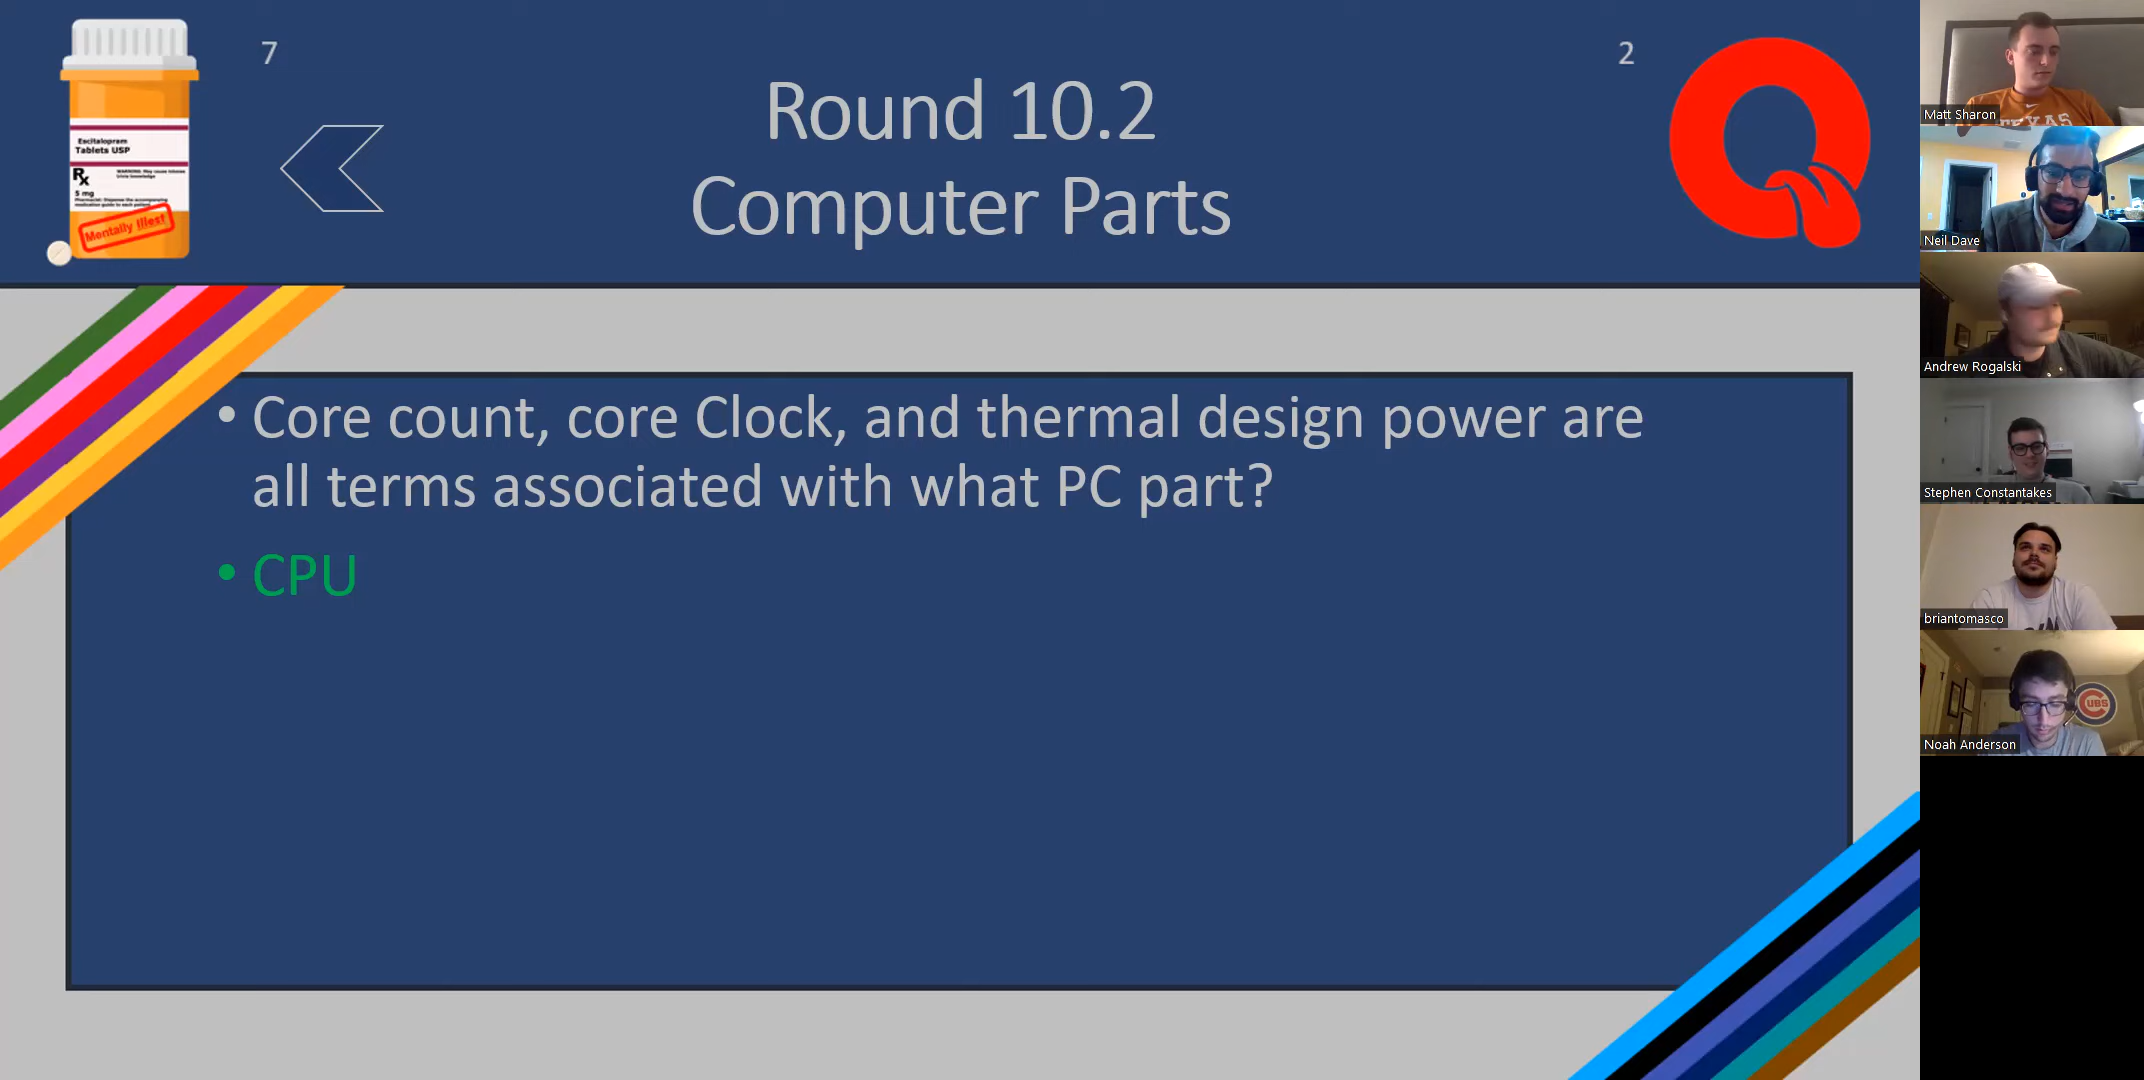 7
2
Round 10.2
Computer Parts
Escitalopram
Tablets USP
Rx
5 mg
Mentally Illest
• Core count, core Clock, and thermal design power are
all terms associated with what PC part?
• CPU
Matt Sharon
TEXAS
Neil Dave
Andrew Rogalski
Stephen Constantakes
briantomasco
UBS
Noah Anderson